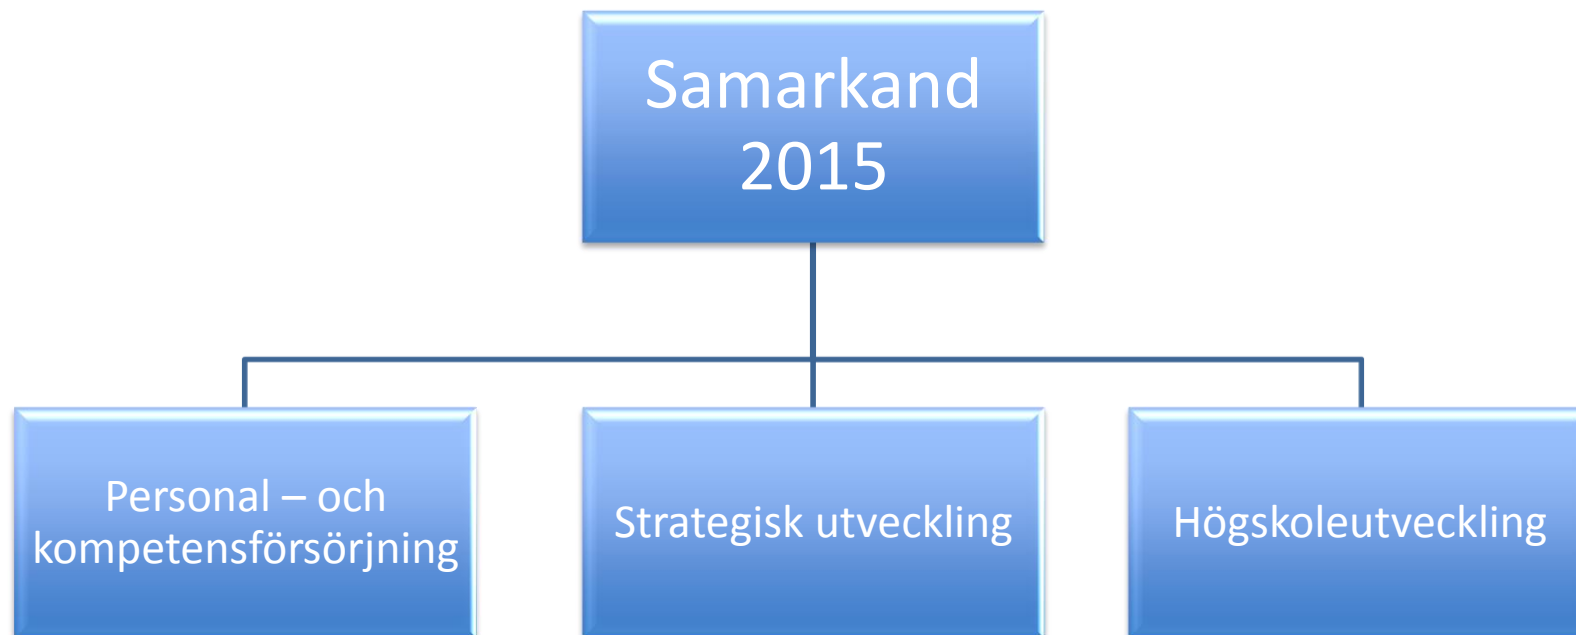 Samarkand
2015
Personal – och
kompetensförsörjning
Strategisk utveckling
Högskoleutveckling